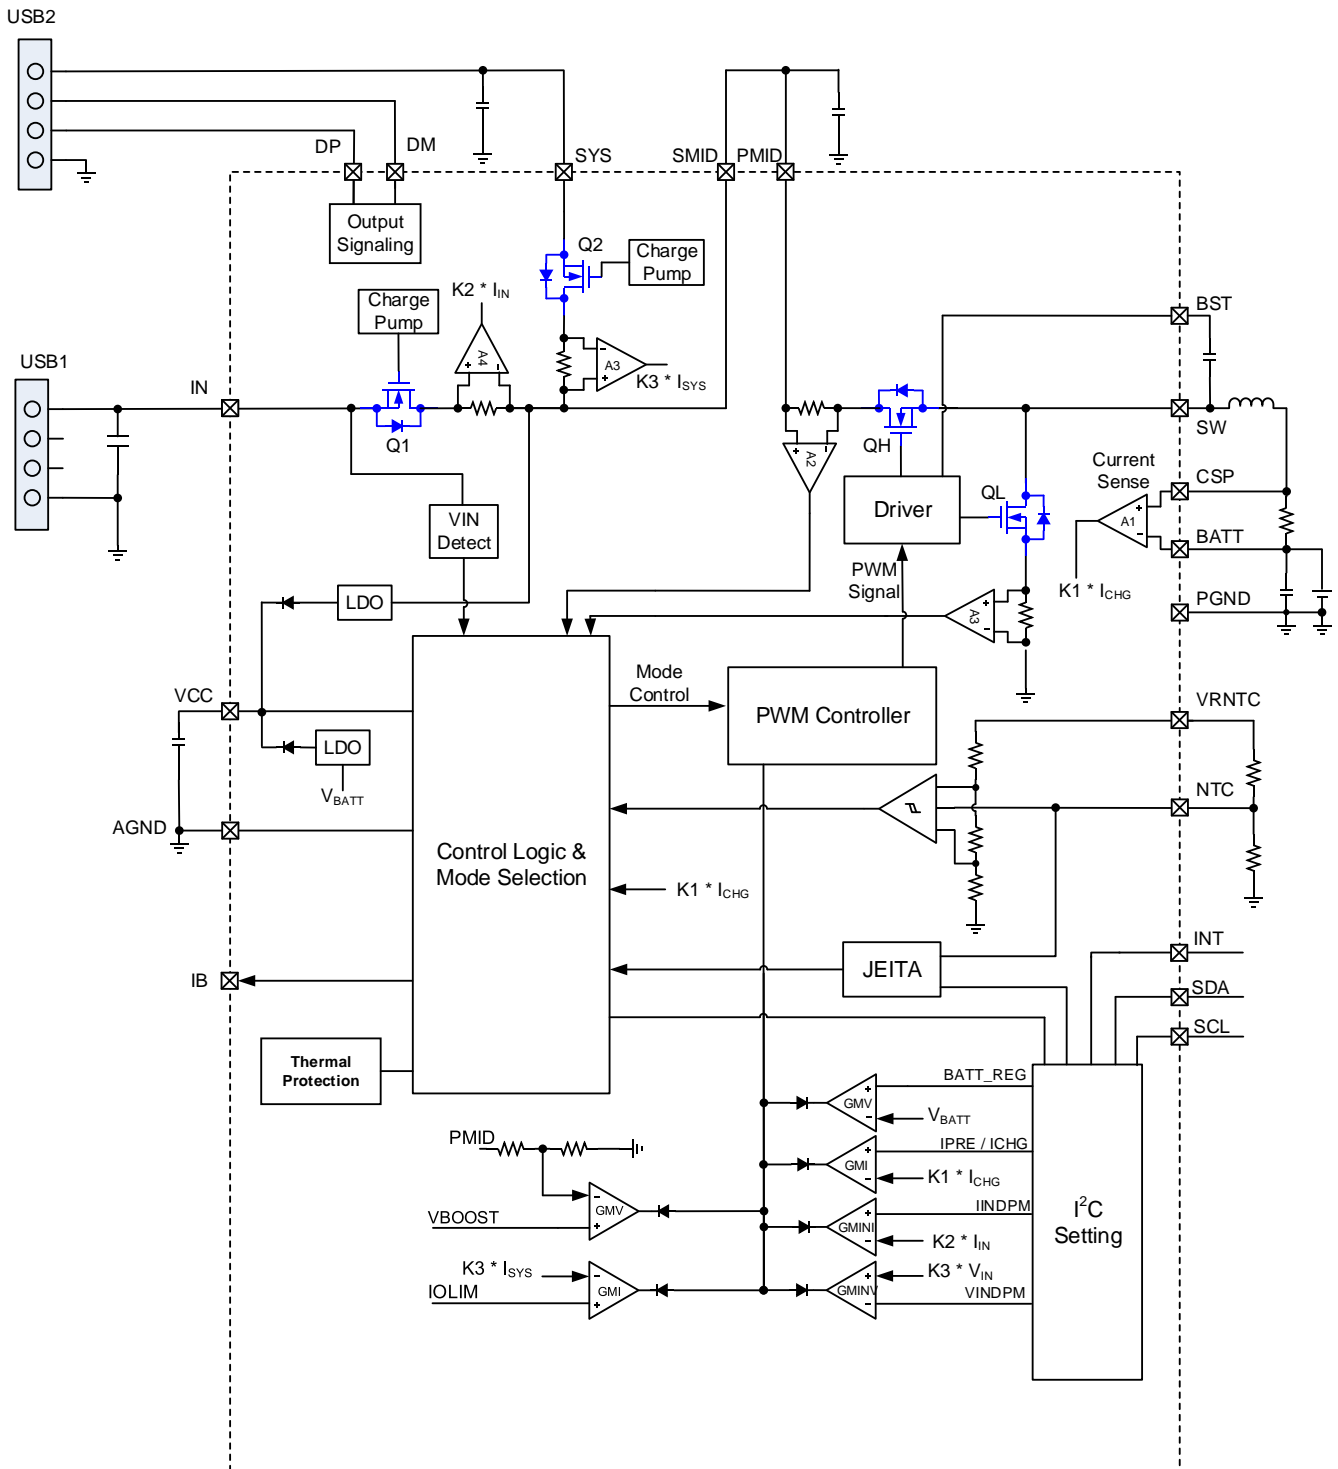 USB2
DP
DM
SYS
SMID
PMID
Output
Signaling
Q2
Charge
Pump
K2 * IIN
Charge
Pump
A4
A3
K3 * ISYS
BST
USB1
IN
Q1
QH
A2
SW
Current
Sense
CSP
VIN
Detect
Driver
QL
A1
BATT
PWM
Signal
K1 * ICHG
LDO
PGND
A3
Mode
Control
VCC
PWM Controller
VRNTC
LDO
VBATT
NTC
AGND
Control Logic &
Mode Selection
K1 * ICHG
INT
JEITA
IB
SDA
SCL
Thermal
Protection
BATT_REG
GMV
VBATT
PMID
IPRE / ICHG
GMI
K1 * ICHG
I2C
Setting
GMV
VBOOST
IINDPM
GMINI
K2 * IIN
K3 * ISYS
GMI
IOLIM
K3 * VIN
GMINV
VINDPM